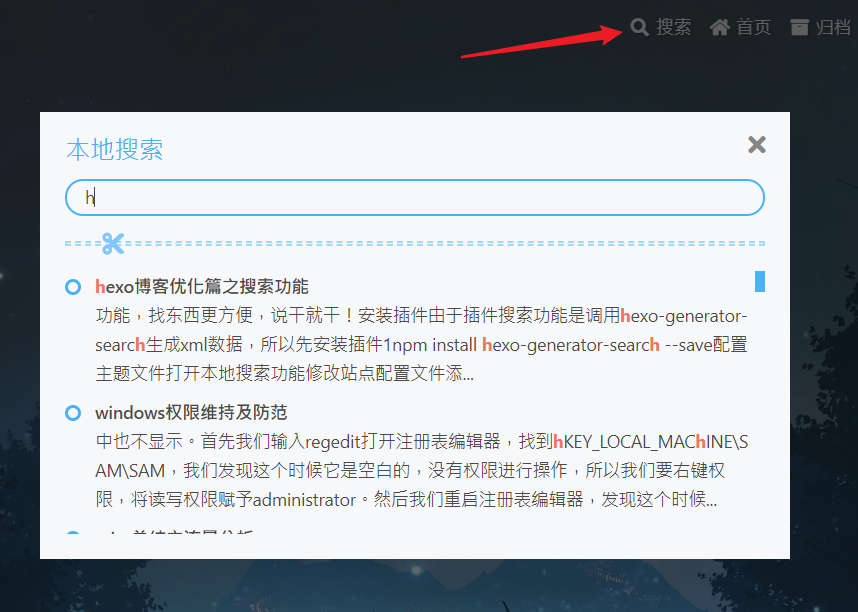 搜索 首页 归档
本地搜索
h
hexo博客优化篇之搜索功能
功能，找东西更方便，说干就干！安装插件由于插件搜索功能是调用hexo-generator-
search生成xml数据，所以先安装插件1npm install hexo-generator-search --save配置
主题文件打开本地搜索功能修改站点配置文件添...
windows权限维持及防范
中也不显示。首先我们输入regedit打开注册表编辑器，找到hKEY_LOCAL_MAChINE\S
AM\SAM，我们发现这个时候它是空白的，没有权限进行操作，所以我们要右键权
限，将读写权限赋予administrator。然后我们重启注册表编辑器，发现这个时候...